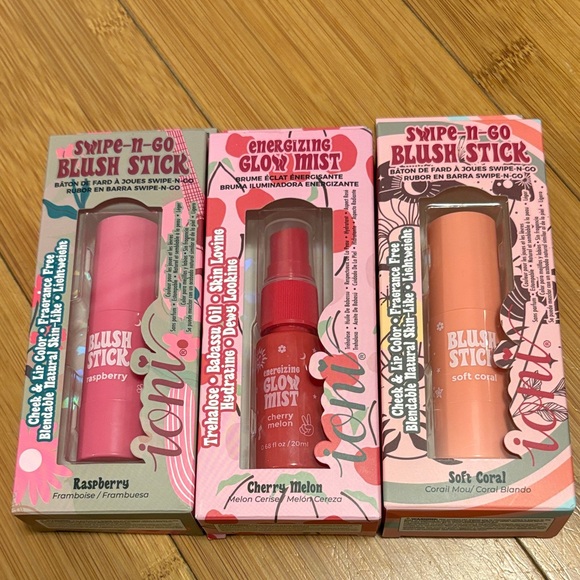 SWIPE-N-GO
BLUSH STICK
BÂTON DE FARD À JOUES SWIPE-N-GO
RUBOR EN BARRA SWIPE-N-GO
Cheek & Lip Color • Fragrance Free
Blendable Natural Skin-Like • Lightweight
BLUSH
STICK
raspberry
ioni®
Raspberry
Framboise / Frambuesa
ENERGIZING
GLOW MIST
BRUME ÉCLAT ÉNERGISANTE
BRUMA ILUMINADORA ENERGIZANTE
Trehalose • Babassu Oil • Skin Loving
Hydrating • Dewy Looking
energizing
GLOW
MIST
cherry
melon
0.68 fl oz / 20ml
ioni®
Cherry Melon
Melon Cerise / Melón Cereza
SWIPE-N-GO
BLUSH STICK
BÂTON DE FARD À JOUES SWIPE-N-GO
RUBOR EN BARRA SWIPE-N-GO
Cheek & Lip Color • Fragrance Free
Blendable Natural Skin-Like • Lightweight
BLUSH
STICK
soft coral
ioni®
Soft Coral
Corail Mou / Coral Blando